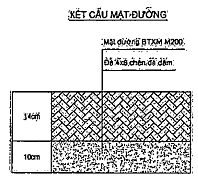 KẾT CẤU MẶT ĐƯỜNG
Mặt đường BTXM M200
Đá 4x6 chèn đá dăm
14cm
10cm